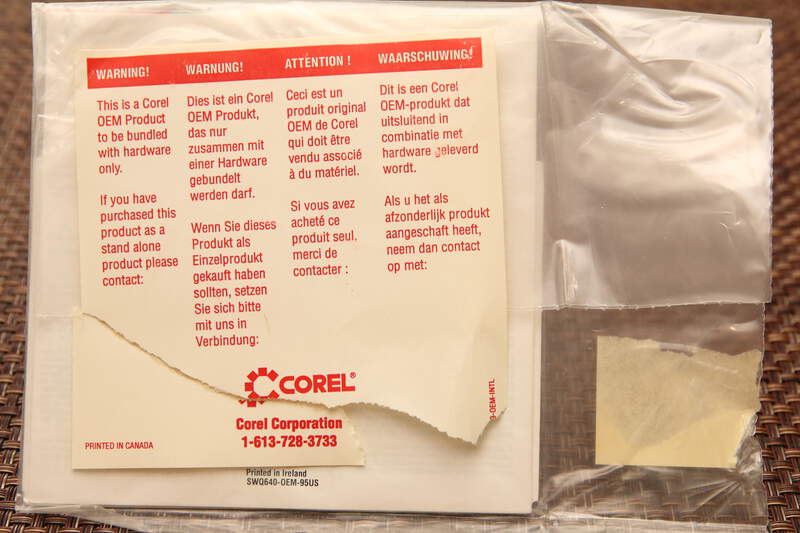 WARNING!
This is a Corel
OEM Product
to be bundled
with hardware
only.
If you have
purchased this
product as a
stand alone
product please
contact:
WARNUNG!
Dies ist ein Corel
OEM Produkt,
das nur
zusammen mit
einer Hardware
gebundelt
werden darf.
Wenn Sie dieses
Produkt als
Einzelprodukt
gekauft haben
sollten, setzen
Sie sich bitte
mit uns in
Verbindung:
ATTENTION !
Ceci est un
produit original
OEM de Corel
qui doit être
vendu associé
à du matériel.
Si vous avez
acheté ce
produit seul,
merci de
contacter :
WAARSCHUWING!
Dit is een Corel
OEM-produkt dat
uitsluitend in
combinatie met
hardware geleverd
wordt.
Als u het als
afzonderlijk produkt
aangeschaft heeft,
neem dan contact
op met:
COREL®
Corel Corporation
1-613-728-3733
PRINTED IN CANADA
-OEM-INTL
Printed in Ireland
SWQ640-OEM-95US